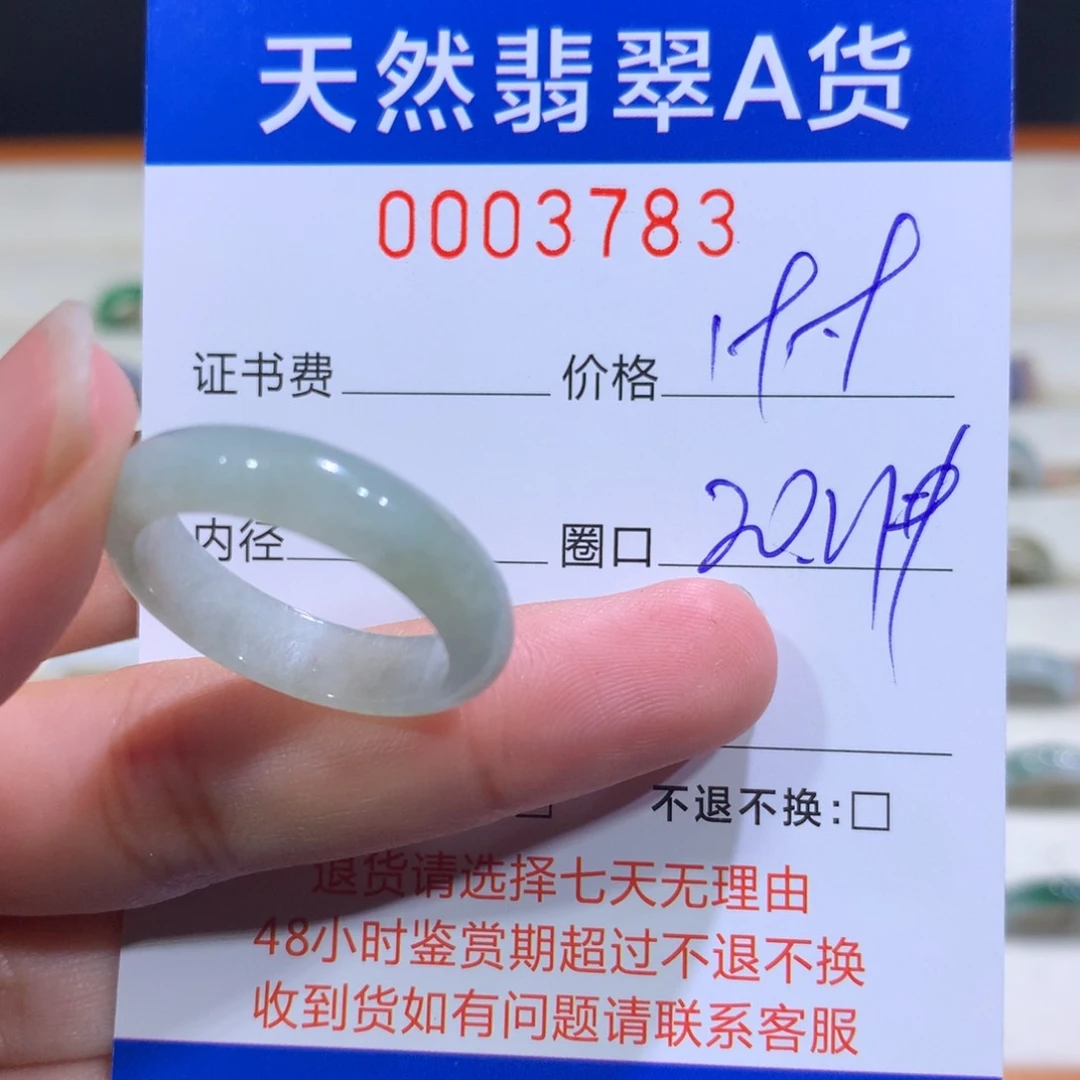 天然翡翠A货
0003783
证书费 价格
内径 圈口
不退不换:□
退货请选择七天无理由
48小时鉴赏期超过不退不换
收到货如有问题请联系客服